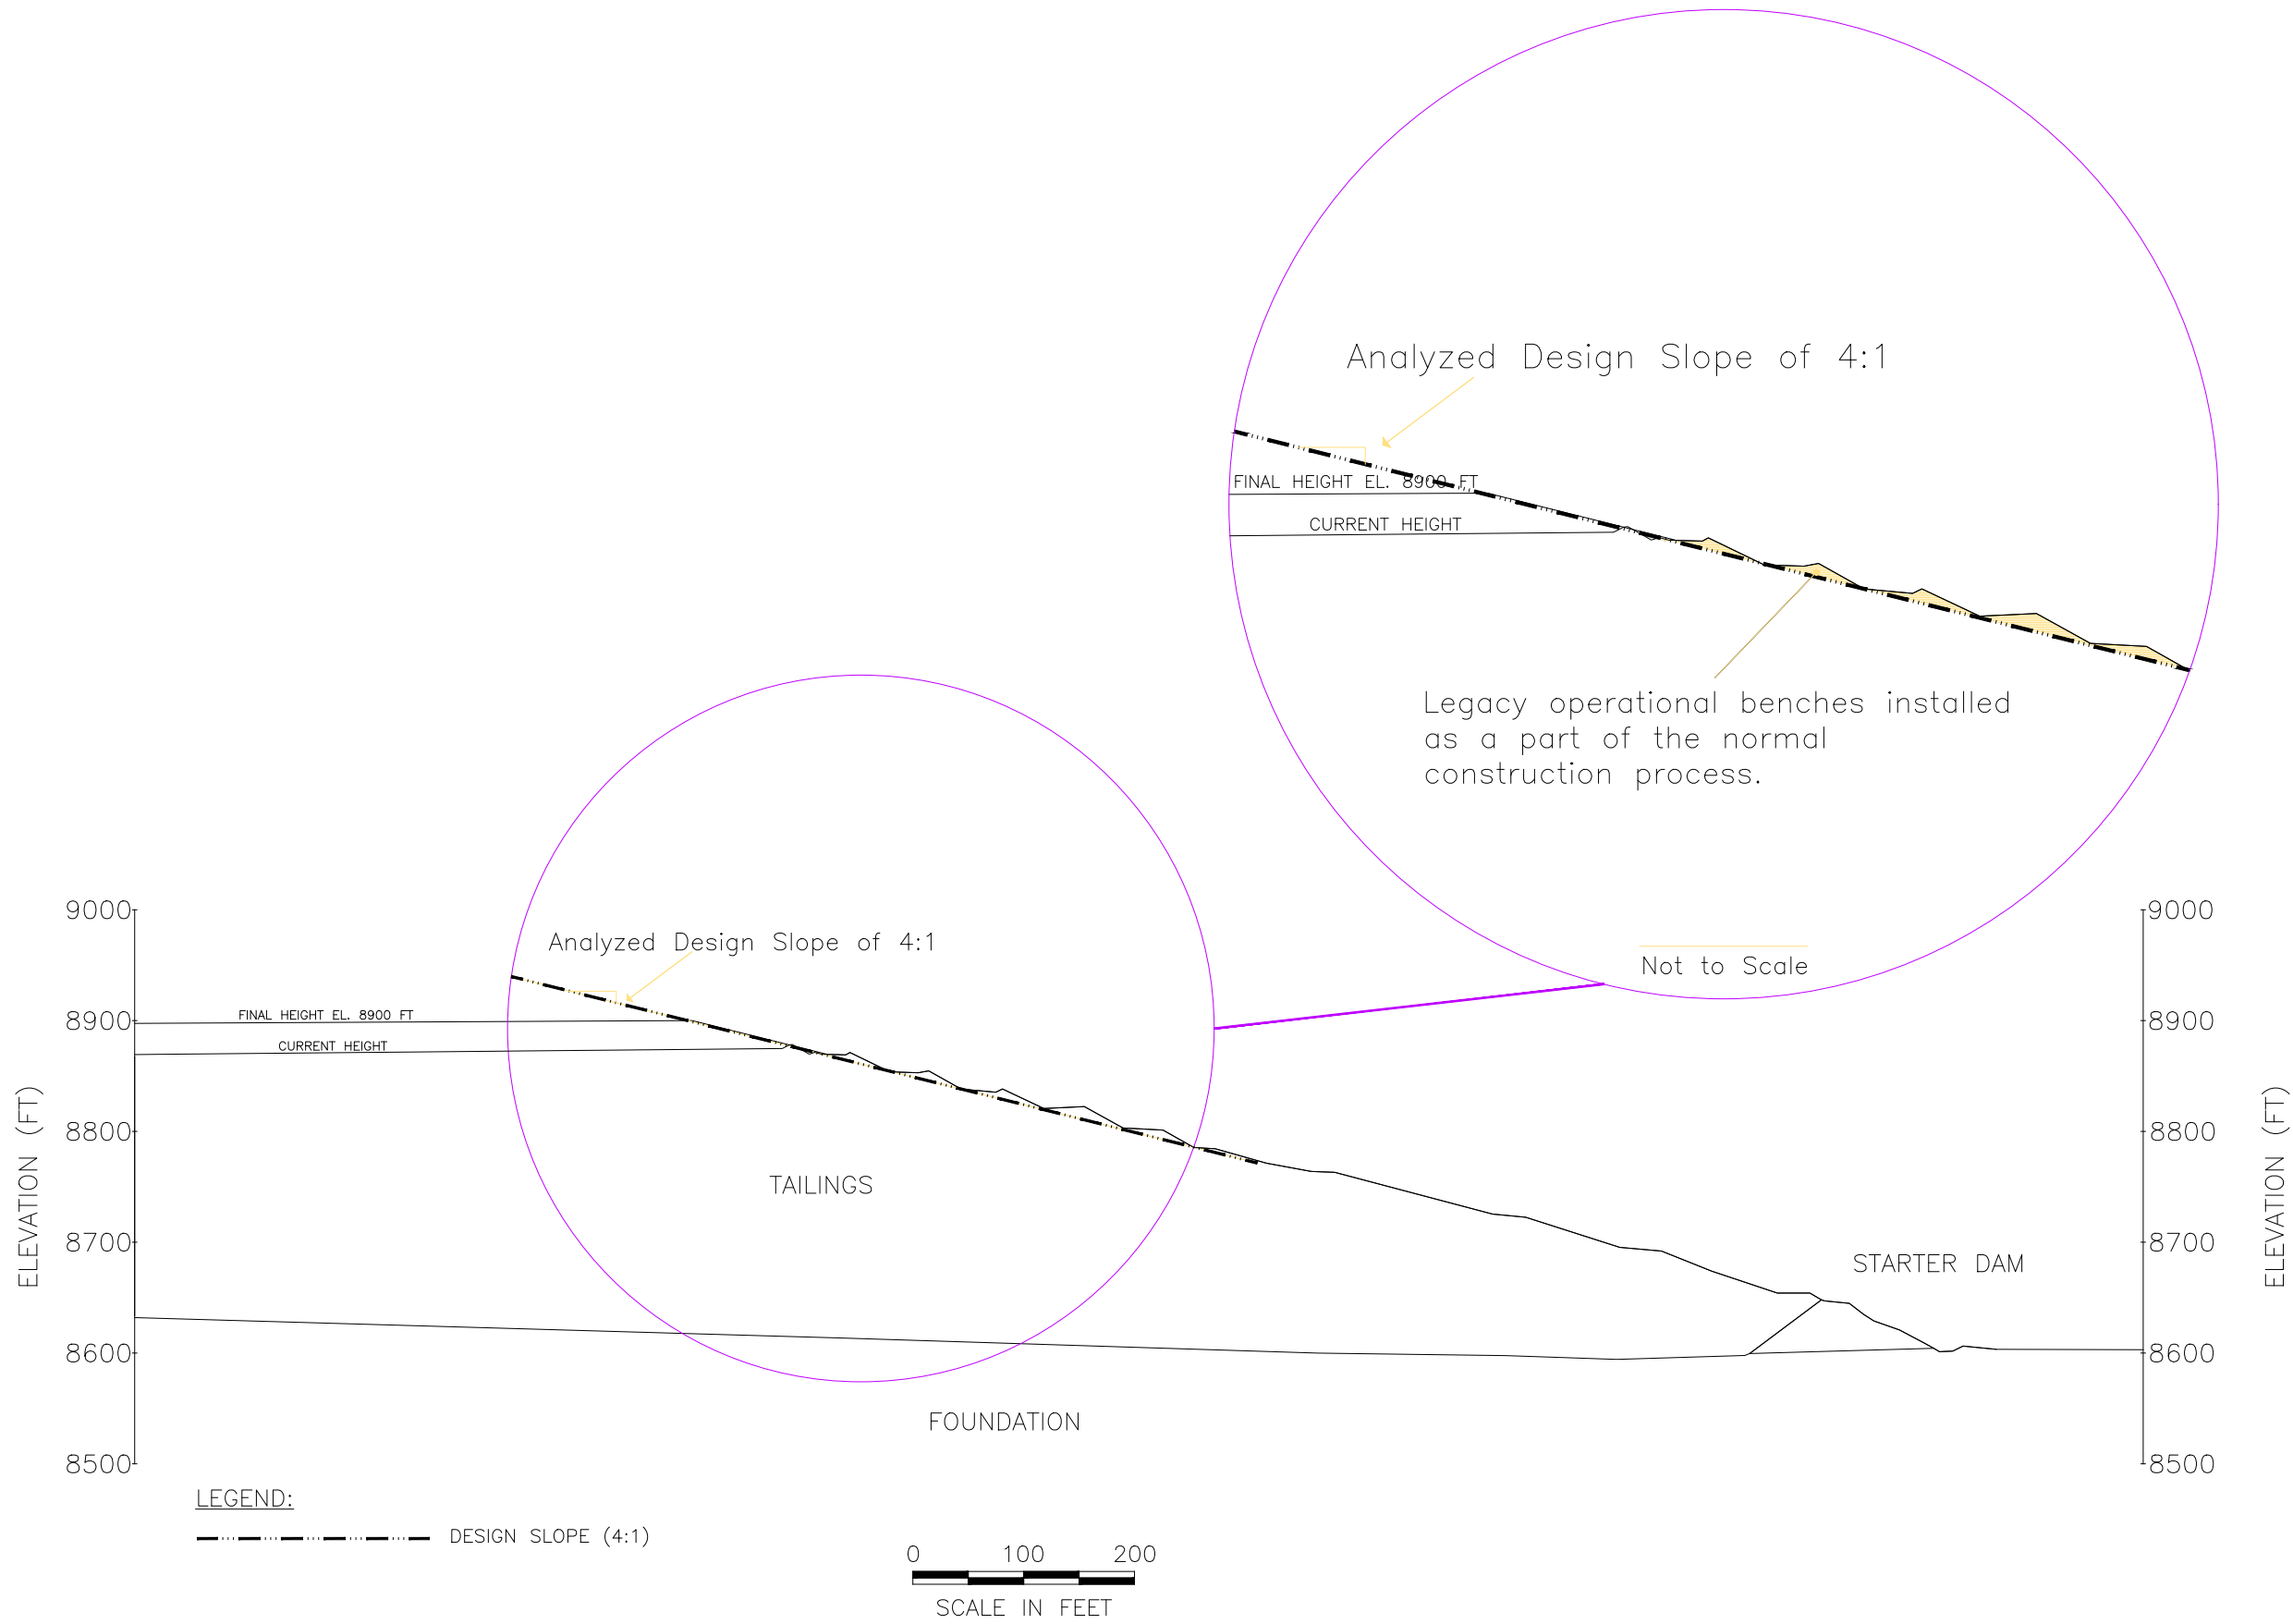 Analyzed Design Slope of 4:1
FINAL HEIGHT EL. 8900 FT
CURRENT HEIGHT
Legacy operational benches installed
as a part of the normal
construction process.
Not to Scale
9000
8900
8800
8700
8600
8500
ELEVATION (FT)
Analyzed Design Slope of 4:1
FINAL HEIGHT EL. 8900 FT
CURRENT HEIGHT
TAILINGS
STARTER DAM
FOUNDATION
9000
8900
8800
8700
8600
8500
ELEVATION (FT)
LEGEND:
DESIGN SLOPE (4:1)
0 100 200
SCALE IN FEET